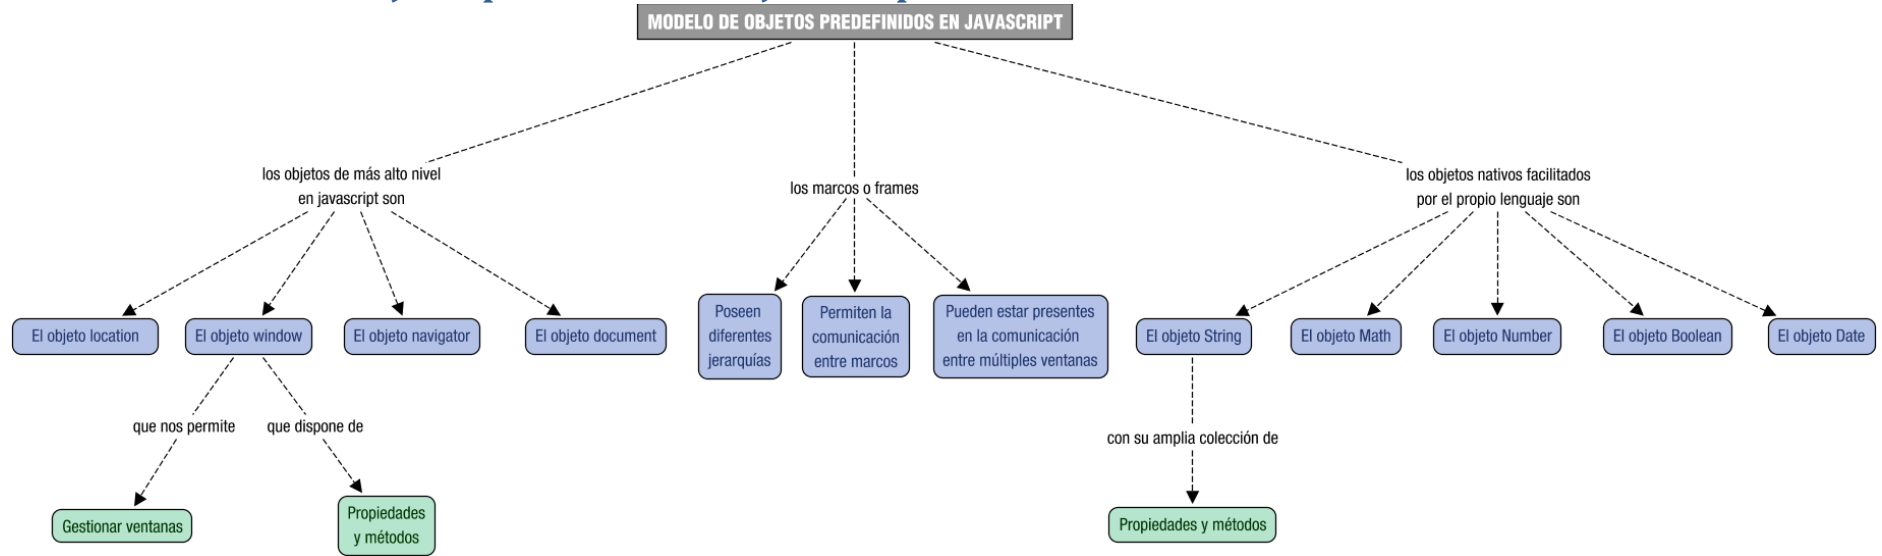 MODELO DE OBJETOS PREDEFINIDOS EN JAVASCRIPT
los objetos de más alto nivel
en javascript son
El objeto location
El objeto window
El objeto navigator
El objeto document
que nos permite
que dispone de
Gestionar ventanas
Propiedades
y métodos
los marcos o frames
Poseen
diferentes
jerarquías
Permiten la
comunicación
entre marcos
Pueden estar presentes
en la comunicación
entre múltiples ventanas
los objetos nativos facilitados
por el propio lenguaje son
El objeto String
El objeto Math
El objeto Number
El objeto Boolean
El objeto Date
con su amplia colección de
Propiedades y métodos